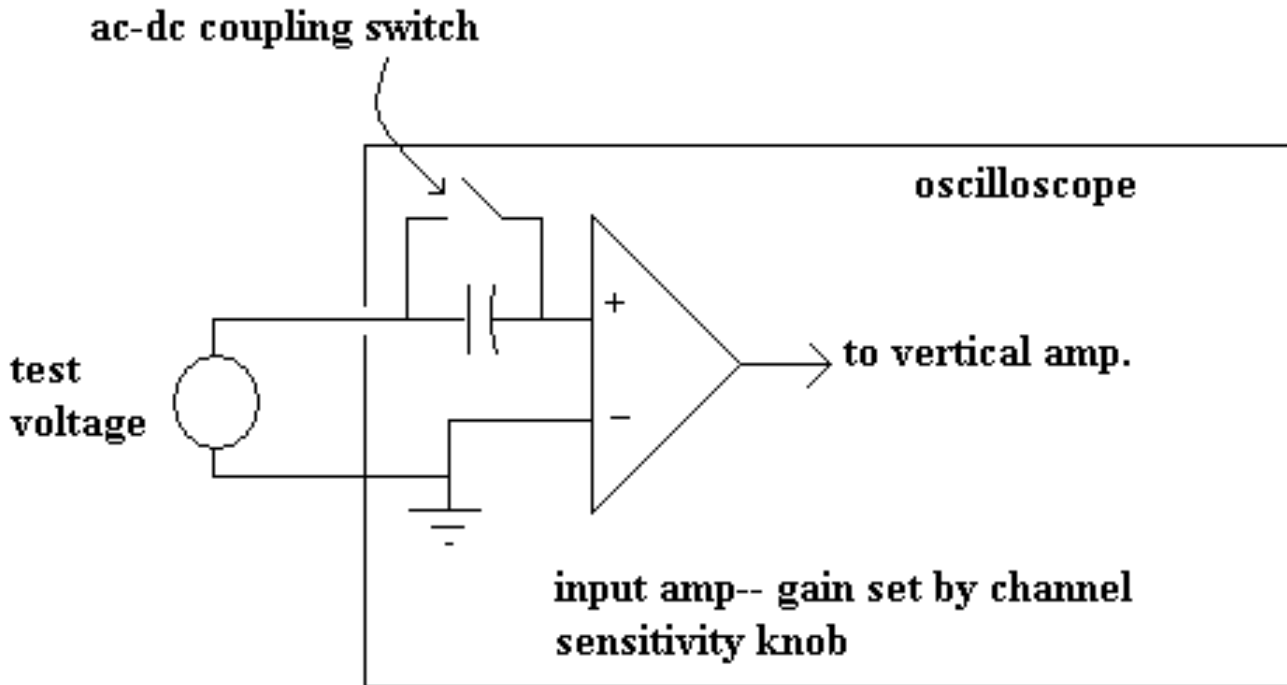 ac-dc coupling switch
oscilloscope
+
to vertical amp.
test
voltage
−
input amp-- gain set by channel
sensitivity knob